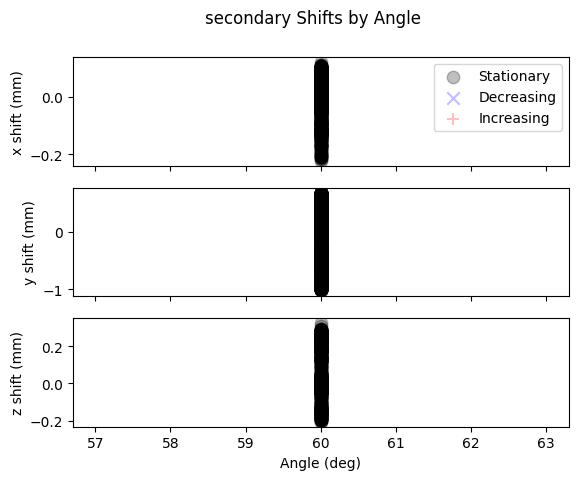 secondary Shifts by Angle
x shift (mm)
0.0
−0.2
Stationary
Decreasing
Increasing
y shift (mm)
0
−1
z shift (mm)
0.2
0.0
−0.2
57 58 59 60 61 62 63
Angle (deg)